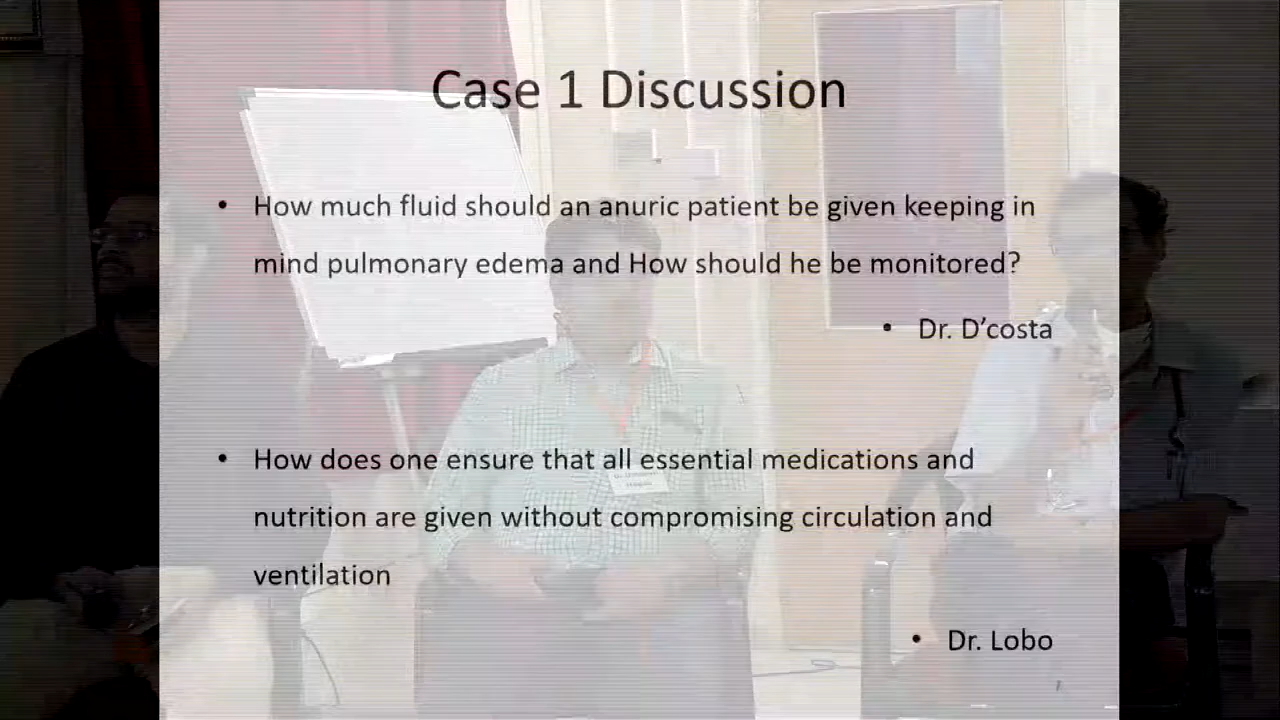 Case 1 Discussion
• How much fluid should an anuric patient be given keeping in
mind pulmonary edema and How should he be monitored?
• Dr. D’costa
• How does one ensure that all essential medications and
nutrition are given without compromising circulation and
ventilation
• Dr. Lobo